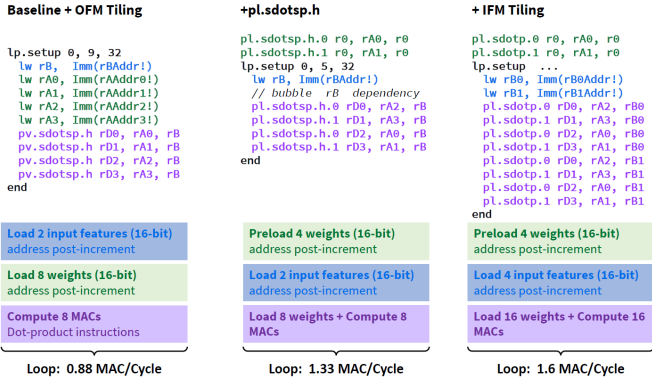 Baseline + OFM Tiling
lp.setup 0, 9, 32
lw rB, Imm(rBAddr!)
lw rA0, Imm(rAAddr0!)
lw rA1, Imm(rAAddr1!)
lw rA2, Imm(rAAddr2!)
lw rA3, Imm(rAAddr3!)
pv.sdotsp.h rD0, rA0, rB
pv.sdotsp.h rD1, rA1, rB
pv.sdotsp.h rD2, rA2, rB
pv.sdotsp.h rD3, rA3, rB
end
Load 2 input features (16-bit)
address post-increment
Load 8 weights (16-bit)
address post-increment
Compute 8 MACs
Dot-product instructions
Loop: 0.88 MAC/Cycle
+pl.sdotsp.h
pl.sdotsp.h.0 r0, rA0, r0
pl.sdotsp.h.1 r0, rA1, r0
lp.setup 0, 5, 32
lw rB, Imm(rBAddr!)
// bubble rB dependency
pl.sdotsp.h.0 rD0, rA2, rB
pl.sdotsp.h.1 rD1, rA3, rB
pl.sdotsp.h.0 rD2, rA0, rB
pl.sdotsp.h.1 rD3, rA1, rB
end
Preload 4 weights (16-bit)
address post-increment
Load 2 input features (16-bit)
address post-increment
Load 8 weights + Compute 8
MACs
Loop: 1.33 MAC/Cycle
+ IFM Tiling
pl.sdotp.0 r0, rA0, r0
pl.sdotp.1 r0, rA1, r0
lp.setup ...
lw rB0, Imm(rB0Addr!)
lw rB1, Imm(rB1Addr!)
pl.sdotp.0 rD0, rA2, rB0
pl.sdotp.1 rD1, rA3, rB0
pl.sdotp.0 rD2, rA0, rB0
pl.sdotp.1 rD3, rA1, rB0
pl.sdotp.0 rD0, rA2, rB1
pl.sdotp.1 rD1, rA3, rB1
pl.sdotp.0 rD2, rA0, rB1
pl.sdotp.1 rD3, rA1, rB1
end
Preload 4 weights (16-bit)
address post-increment
Load 4 input features (16-bit)
address post-increment
Load 16 weights + Compute 16
MACs
Loop: 1.6 MAC/Cycle